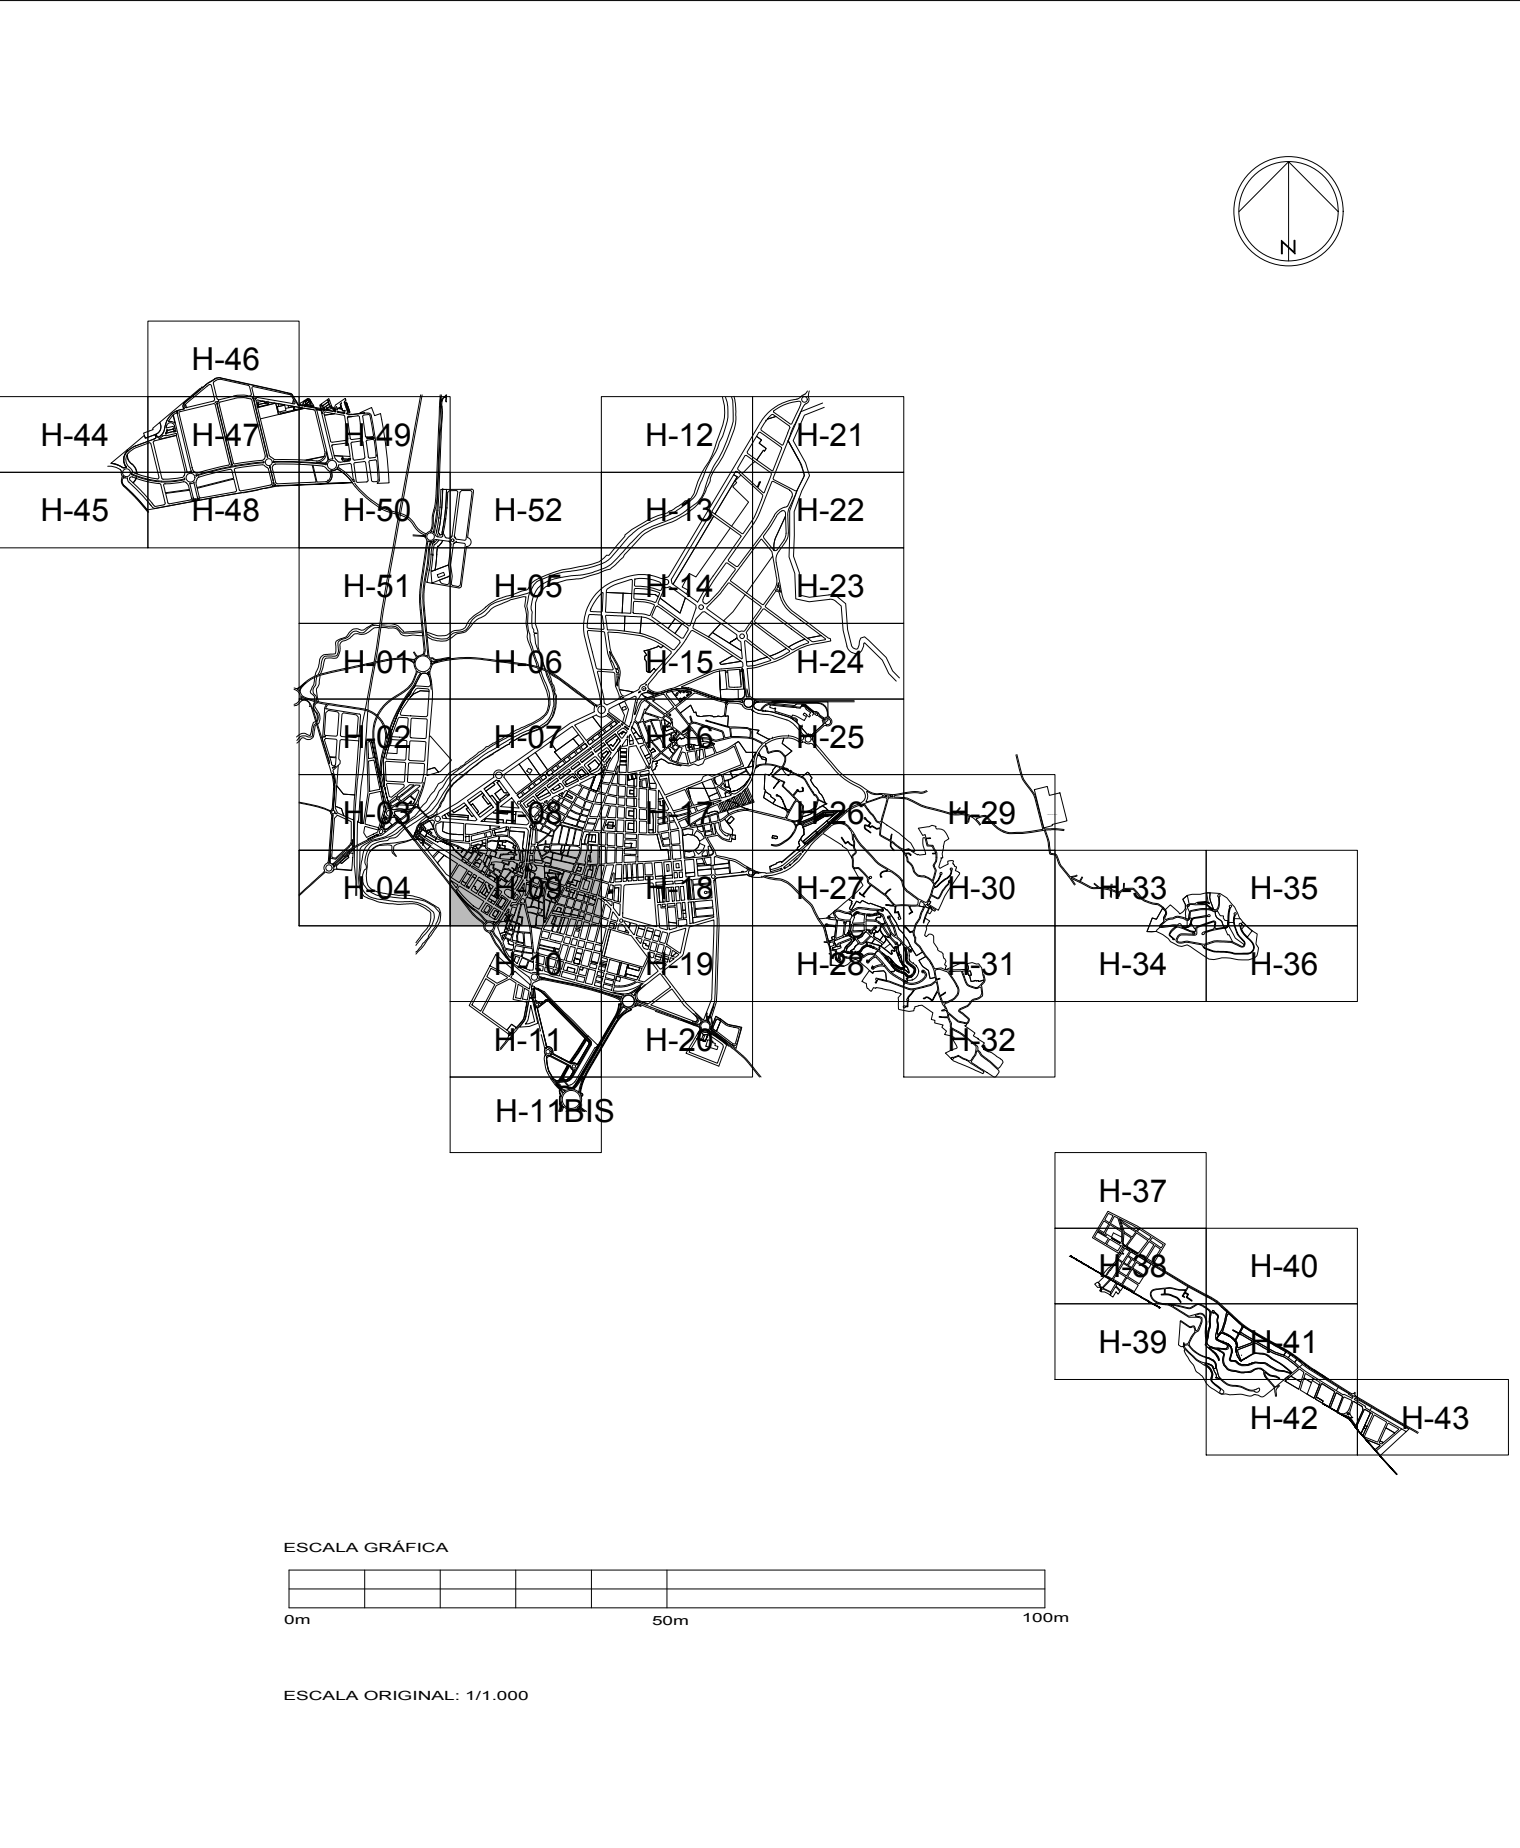 N
H-46
H-44 H-47 H-49 H-12 H-21
H-45 H-48 H-50 H-52 H-13 H-22
H-51 H-05 H-14 H-23
H-01 H-06 H-15 H-24
H-02 H-07 H-16 H-25
H-03 H-08 H-17 H-26 H-29
H-04 H-09 H-18 H-27 H-30 H-33 H-35
H-10 H-19 H-28 H-31 H-34 H-36
H-11 H-20 H-32
H-11BIS
H-37
H-38 H-40
H-39 H-41
H-42 H-43
ESCALA GRÁFICA
0m 50m 100m
ESCALA ORIGINAL: 1/1.000